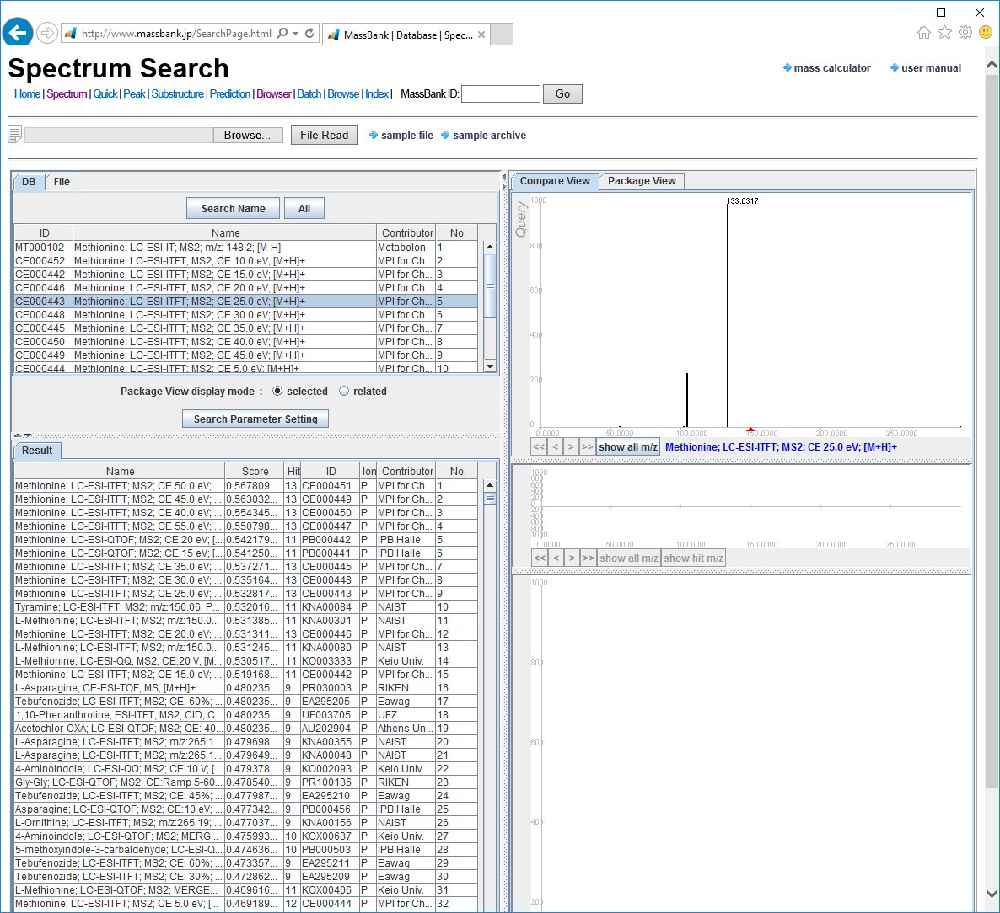 http://www.massbank.jp/SearchPage.html
MassBank | Database | Spec...
Spectrum Search
mass calculator user manual
Home | Spectrum | Quick | Peak | Substructure | Prediction | Browser | Batch | Browse | Index | MassBank ID: Go
Browse... File Read sample file sample archive
DB File
Search Name All
ID Name Contributor No.
MT000102 Methionine; LC-ESI-IT; MS2; m/z: 148.2; [M-H]- Metabolon 1
CE000452 Methionine; LC-ESI-ITFT; MS2; CE 10.0 eV; [M+H]+ MPI for Ch... 2
CE000442 Methionine; LC-ESI-ITFT; MS2; CE 15.0 eV; [M+H]+ MPI for Ch... 3
CE000446 Methionine; LC-ESI-ITFT; MS2; CE 20.0 eV; [M+H]+ MPI for Ch... 4
CE000443 Methionine; LC-ESI-ITFT; MS2; CE 25.0 eV; [M+H]+ MPI for Ch... 5
CE000448 Methionine; LC-ESI-ITFT; MS2; CE 30.0 eV; [M+H]+ MPI for Ch... 6
CE000445 Methionine; LC-ESI-ITFT; MS2; CE 35.0 eV; [M+H]+ MPI for Ch... 7
CE000450 Methionine; LC-ESI-ITFT; MS2; CE 40.0 eV; [M+H]+ MPI for Ch... 8
CE000449 Methionine; LC-ESI-ITFT; MS2; CE 45.0 eV; [M+H]+ MPI for Ch... 9
CE000444 Methionine; LC-ESI-ITFT; MS2; CE 5.0 eV; [M+H]+ MPI for Ch... 10
Package View display mode : selected related
Search Parameter Setting
Result
Name Score Hit ID Ion Contributor No.
Methionine; LC-ESI-ITFT; MS2; CE 50.0 eV; ... 0.567809... 13 CE000451 P MPI for Ch... 1
Methionine; LC-ESI-ITFT; MS2; CE 45.0 eV; ... 0.563032... 13 CE000449 P MPI for Ch... 2
Methionine; LC-ESI-ITFT; MS2; CE 40.0 eV; ... 0.554345... 13 CE000450 P MPI for Ch... 3
Methionine; LC-ESI-ITFT; MS2; CE 55.0 eV; ... 0.550798... 13 CE000447 P MPI for Ch... 4
Methionine; LC-ESI-QTOF; MS2; CE:20 eV; [... 0.542179... 11 PB000442 P IPB Halle 5
Methionine; LC-ESI-QTOF; MS2; CE:15 eV; [... 0.541250... 11 PB000441 P IPB Halle 6
Methionine; LC-ESI-ITFT; MS2; CE 35.0 eV; ... 0.537271... 13 CE000445 P MPI for Ch... 7
Methionine; LC-ESI-ITFT; MS2; CE 30.0 eV; ... 0.535164... 13 CE000448 P MPI for Ch... 8
Methionine; LC-ESI-ITFT; MS2; CE 25.0 eV; ... 0.532817... 13 CE000443 P MPI for Ch... 9
Tyramine; LC-ESI-ITFT; MS2; m/z:150.06; P... 0.532016... 11 KNA00084 P NAIST 10
L-Methionine; LC-ESI-ITFT; MS2; m/z:150.0... 0.531385... 11 KNA00301 P NAIST 11
Methionine; LC-ESI-ITFT; MS2; CE 20.0 eV; ... 0.531311... 13 CE000446 P MPI for Ch... 12
L-Methionine; LC-ESI-ITFT; MS2; m/z:150.0... 0.531245... 11 KNA00080 P NAIST 13
L-Methionine; LC-ESI-QQ; MS2; CE:20 V; [M... 0.530517... 11 KO003333 P Keio Univ. 14
Methionine; LC-ESI-ITFT; MS2; CE 15.0 eV; ... 0.519168... 11 CE000442 P MPI for Ch... 15
L-Asparagine; CE-ESI-TOF; MS; [M+H]+ 0.480235... 9 PR030003 P RIKEN 16
Tebufenozide; LC-ESI-ITFT; MS2; CE: 60%; ... 0.480235... 9 EA295205 P Eawag 17
1,10-Phenanthroline; ESI-ITFT; MS2; CID; C... 0.480235... 9 UF003705 P UFZ 18
Acetochlor-OXA; LC-ESI-QTOF; MS2; CE: 40... 0.480235... 9 AU202904 P Athens Un... 19
L-Asparagine; LC-ESI-ITFT; MS2; m/z:265.1... 0.479698... 9 KNA00355 P NAIST 20
L-Asparagine; LC-ESI-ITFT; MS2; m/z:265.1... 0.479649... 9 KNA00048 P NAIST 21
4-Aminoindole; LC-ESI-QQ; MS2; CE:10 V; [... 0.479378... 9 KO002093 P Keio Univ. 22
Gly-Gly; LC-ESI-QTOF; MS2; CE:Ramp 5-60... 0.478540... 9 PR100136 P RIKEN 23
Tebufenozide; LC-ESI-ITFT; MS2; CE: 45%; ... 0.477987... 9 EA295210 P Eawag 24
Asparagine; LC-ESI-QTOF; MS2; CE:10 eV; ... 0.477342... 9 PB000456 P IPB Halle 25
L-Ornithine; LC-ESI-ITFT; MS2; m/z:265.19; ... 0.477037... 9 KNA00156 P NAIST 26
4-Aminoindole; LC-ESI-QTOF; MS2; MERG... 0.475993... 10 KOX00637 P Keio Univ. 27
5-methoxyindole-3-carbaldehyde; LC-ESI-Q... 0.474636... 10 PB000503 P IPB Halle 28
Tebufenozide; LC-ESI-ITFT; MS2; CE: 60%; ... 0.473357... 9 EA295211 P Eawag 29
Tebufenozide; LC-ESI-ITFT; MS2; CE: 30%; ... 0.472862... 9 EA295206 P Eawag 30
L-Methionine; LC-ESI-QTOF; MS2; MERGE... 0.469616... 11 KOX00406 P Keio Univ. 31
Methionine; LC-ESI-ITFT; MS2; CE 5.0 eV; [... 0.469189... 12 CE000444 P MPI for Ch... 32
Compare View Package View
Query
1000 133.0317
800
600
400
200
0
0.0000 50.0000 100.0000 150.0000 200.0000 250.0000
<< < > >> show all m/z Methionine; LC-ESI-ITFT; MS2; CE 25.0 eV; [M+H]+
1000
800
600
400
200
0
200
400
600
800
1000
0.0000 50.0000 100.0000 150.0000 200.0000 250.0000
<< < > >> show all m/z show hit m/z
1000
800
600
400
200